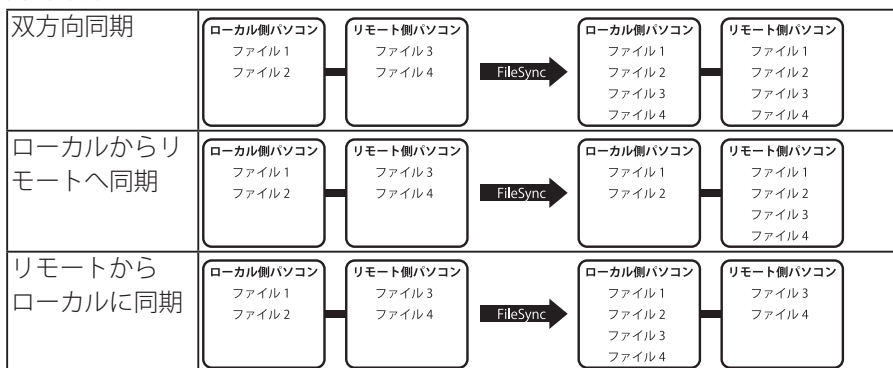 双方向同期
ローカル側パソコン
ファイル 1
ファイル 2
リモート側パソコン
ファイル 3
ファイル 4
FileSync
ローカル側パソコン
ファイル 1
ファイル 2
ファイル 3
ファイル 4
リモート側パソコン
ファイル 1
ファイル 2
ファイル 3
ファイル 4
ローカルからリ
モートへ同期
ローカル側パソコン
ファイル 1
ファイル 2
リモート側パソコン
ファイル 3
ファイル 4
FileSync
ローカル側パソコン
ファイル 1
ファイル 2
リモート側パソコン
ファイル 1
ファイル 2
ファイル 3
ファイル 4
リモートから
ローカルに同期
ローカル側パソコン
ファイル 1
ファイル 2
リモート側パソコン
ファイル 3
ファイル 4
FileSync
ローカル側パソコン
ファイル 1
ファイル 2
ファイル 3
ファイル 4
リモート側パソコン
ファイル 3
ファイル 4